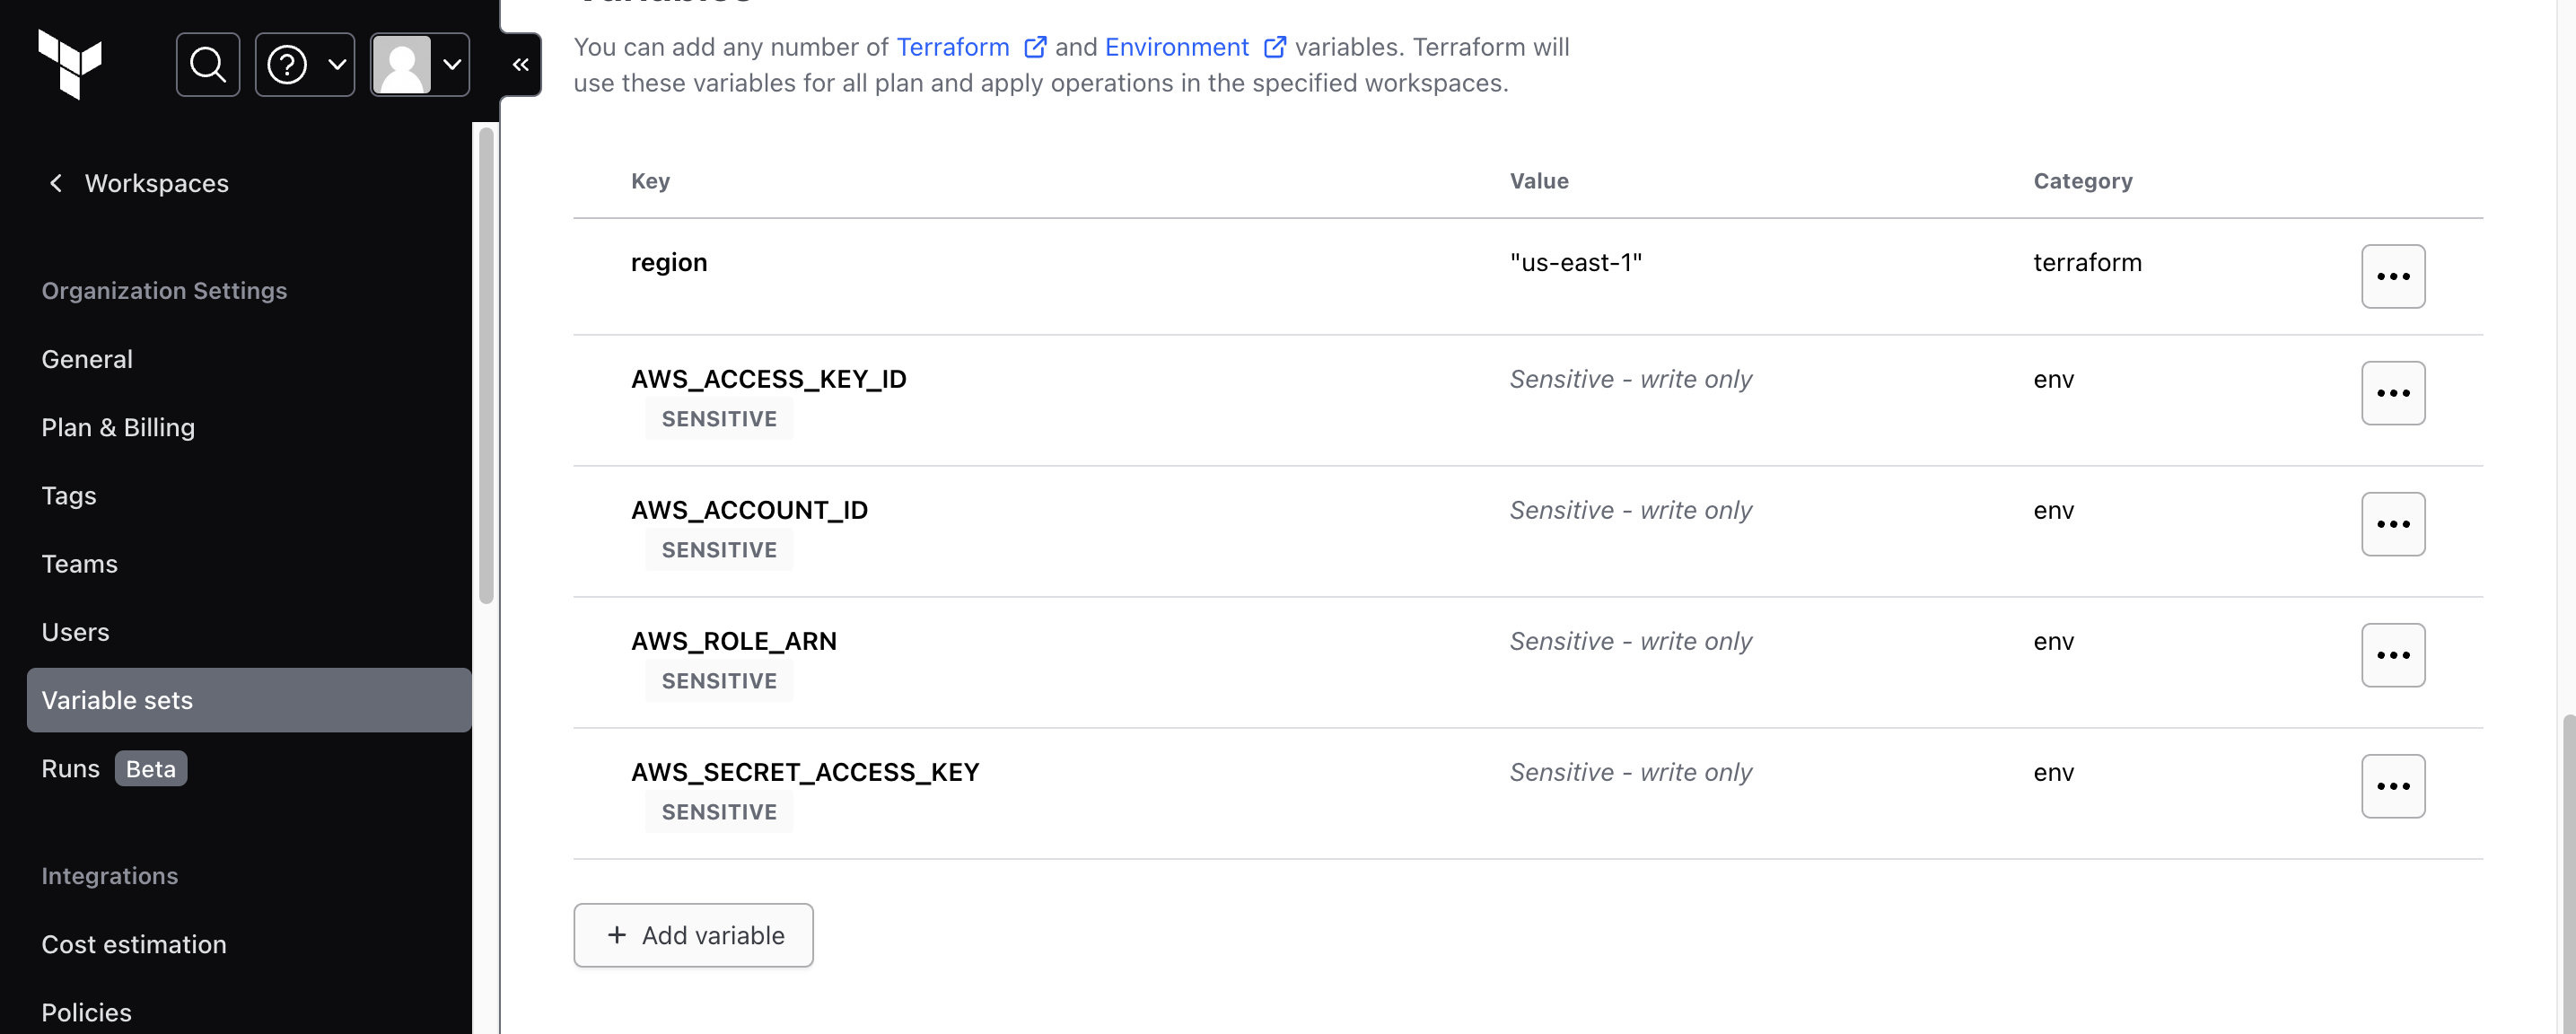 Workspaces
Organization Settings
General
Plan & Billing
Tags
Teams
Users
Variable sets
Runs Beta
Integrations
Cost estimation
Policies
You can add any number of Terraform and Environment variables. Terraform will
use these variables for all plan and apply operations in the specified workspaces.
Key Value Category
region "us-east-1" terraform
AWS_ACCESS_KEY_ID Sensitive - write only env
SENSITIVE
AWS_ACCOUNT_ID Sensitive - write only env
SENSITIVE
AWS_ROLE_ARN Sensitive - write only env
SENSITIVE
AWS_SECRET_ACCESS_KEY Sensitive - write only env
SENSITIVE
+ Add variable